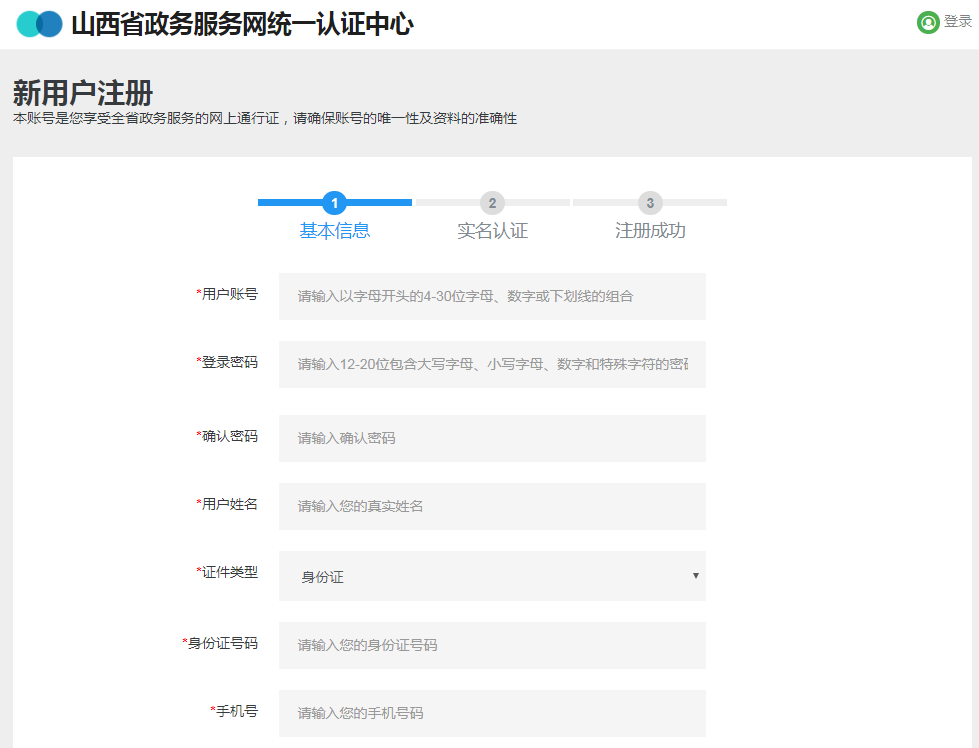 山西省政务服务网统一认证中心
登录
新用户注册
本账号是您享受全省政务服务的网上通行证，请确保账号的唯一性及资料的准确性
1 2 3
基本信息 实名认证 注册成功
*用户账号 请输入以字母开头的4-30位字母、数字或下划线的组合
*登录密码 请输入12-20位包含大写字母、小写字母、数字和特殊字符的密
*确认密码 请输入确认密码
*用户姓名 请输入您的真实姓名
*证件类型 身份证
*身份证号码 请输入您的身份证号码
*手机号 请输入您的手机号码